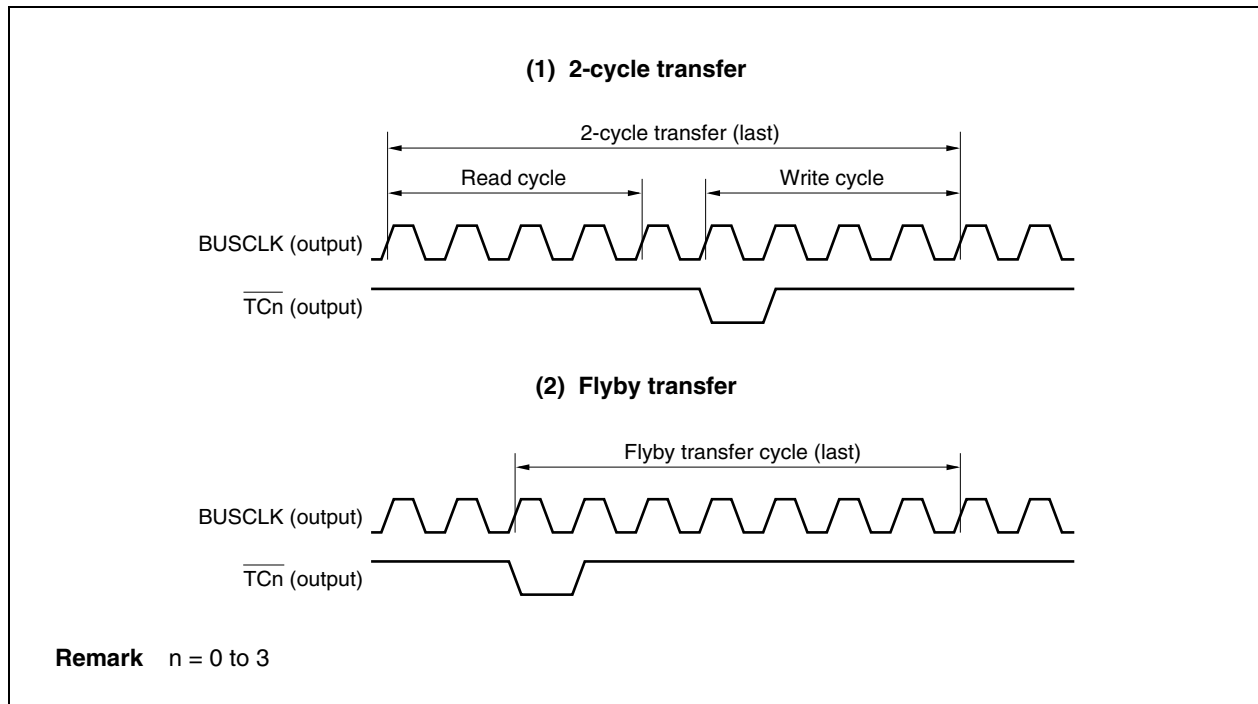 (1) 2-cycle transfer
2-cycle transfer (last)
Read cycle
Write cycle
BUSCLK (output)
TCn (output)
(2) Flyby transfer
Flyby transfer cycle (last)
BUSCLK (output)
TCn (output)
Remark n = 0 to 3